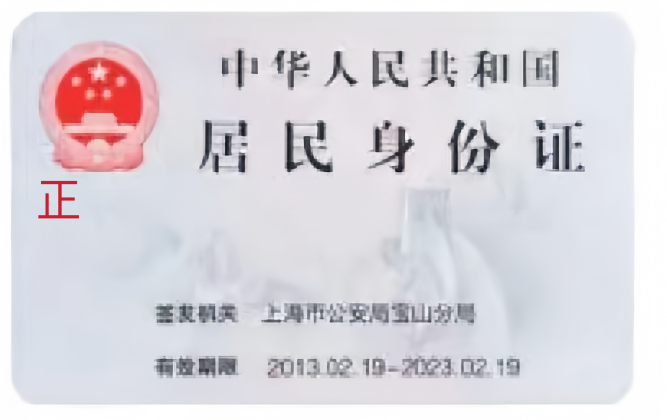 中华人民共和国
居民身份证
正
签发机关 上海市公安局宝山分局
有效期限 2013.02.19-2023.02.19